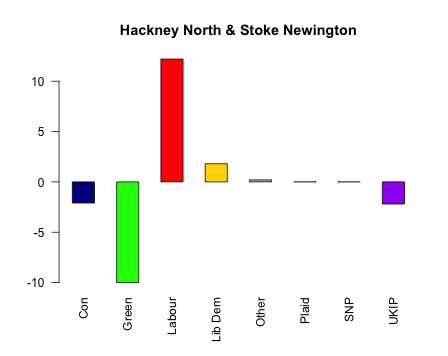 Hackney North & Stoke Newington
10
5
0
-5
-10
Con
Green
Labour
Lib Dem
Other
Plaid
SNP
UKIP